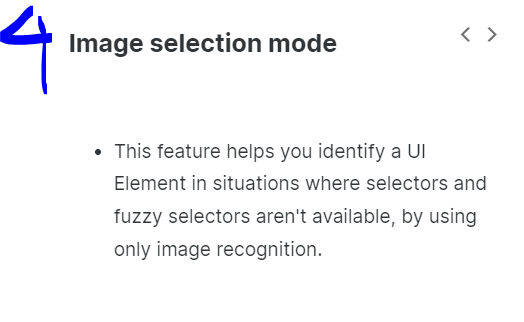 4
Image selection mode
• This feature helps you identify a UI
Element in situations where selectors and
fuzzy selectors aren't available, by using
only image recognition.